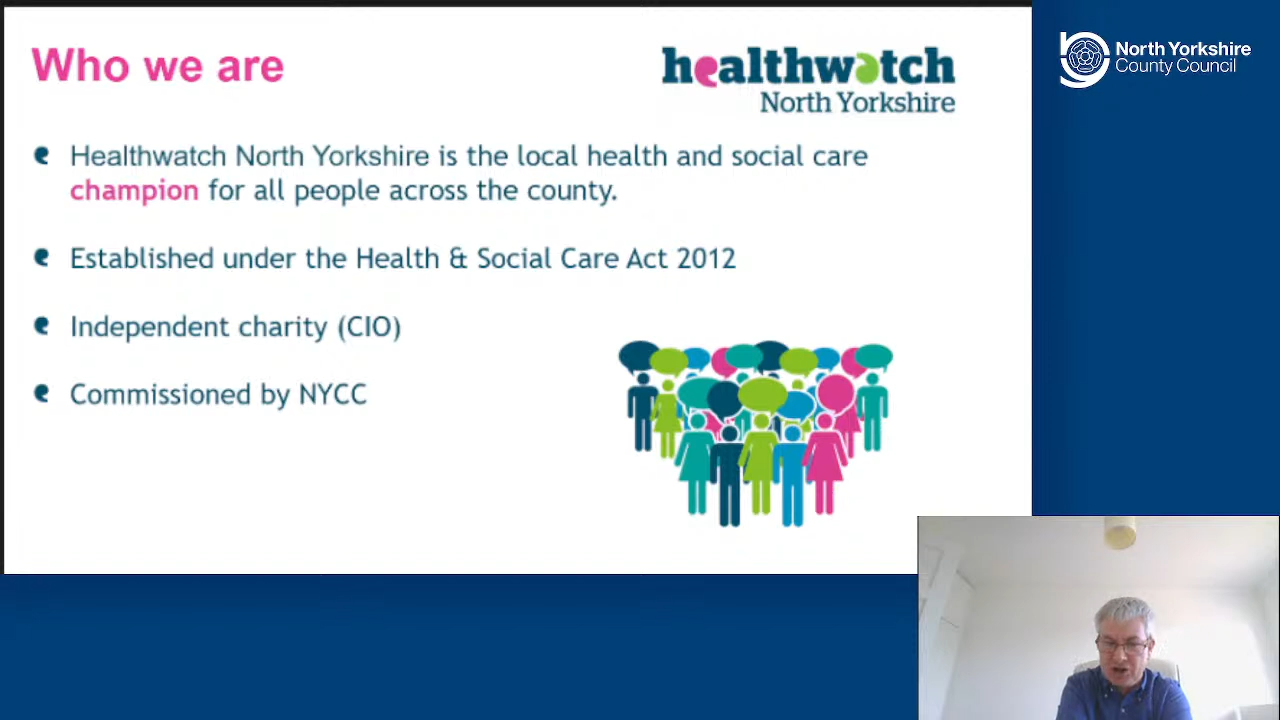 Who we are
healthwatch
North Yorkshire
North Yorkshire
County Council
Healthwatch North Yorkshire is the local health and social care
champion for all people across the county.
Established under the Health & Social Care Act 2012
Independent charity (CIO)
Commissioned by NYCC